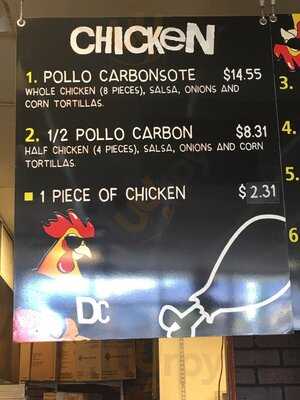 CHICKEN
1. POLLO CARBONSOTE $14.55
WHOLE CHICKEN (8 PIECES), SALSA, ONIONS AND
CORN TORTILLAS.
2. 1/2 POLLO CARBON $8.31
HALF CHICKEN (4 PIECES), SALSA, ONIONS AND CORN
TORTILLAS.
1 PIECE OF CHICKEN $2.31
DC
3.
4.
5.
6